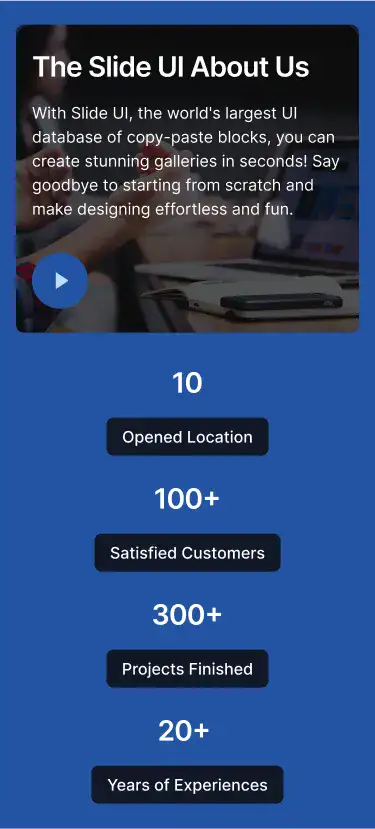 The Slide UI About Us
With Slide UI, the world's largest UI
database of copy-paste blocks, you can
create stunning galleries in seconds! Say
goodbye to starting from scratch and
make designing effortless and fun.
10
Opened Location
100+
Satisfied Customers
300+
Projects Finished
20+
Years of Experiences